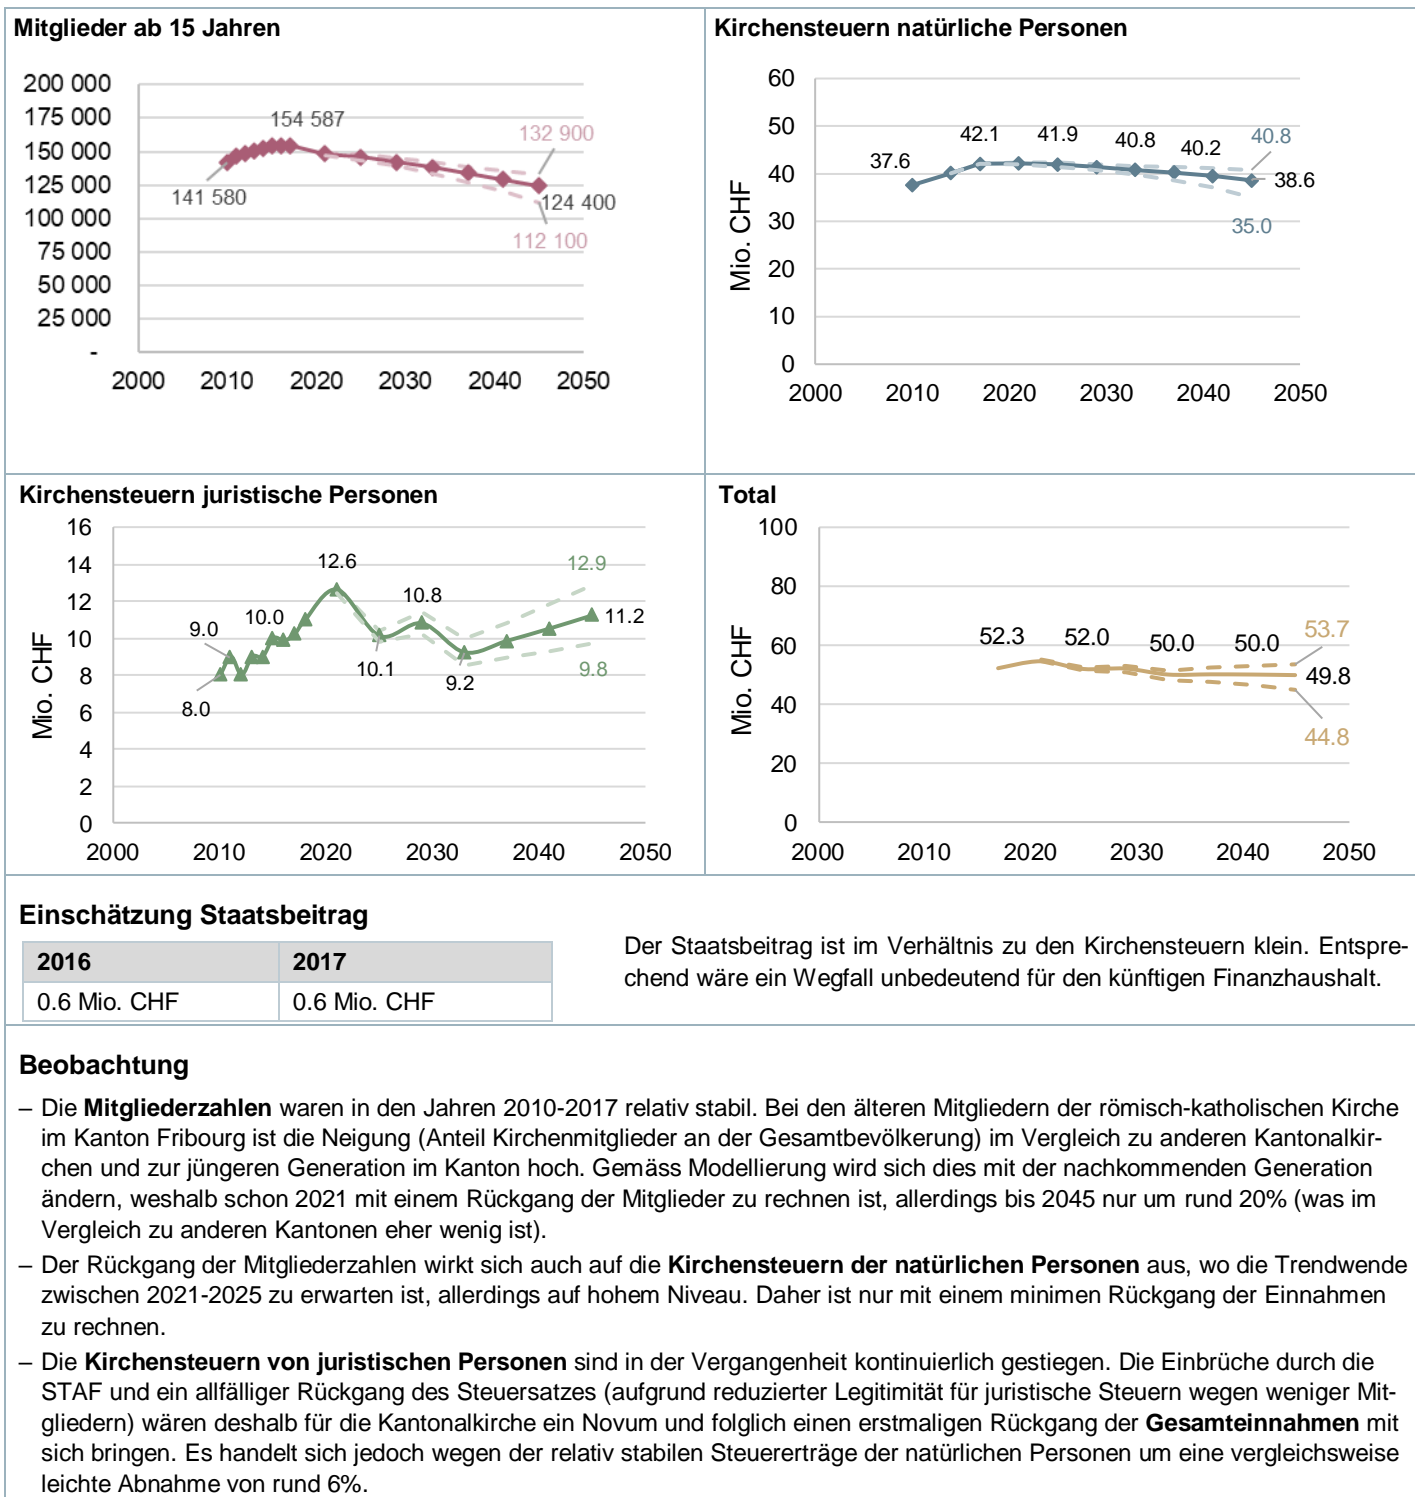 Mitglieder ab 15 Jahren
200 000
175 000
150 000
125 000
100 000
75 000
50 000
25 000
-
154 587
141 580
132 900
124 400
112 100
2000 2010 2020 2030 2040 2050
Kirchensteuern natürliche Personen
Mio. CHF
60
50
40
30
20
10
0
37.6
42.1
41.9
40.8
40.2
40.8
38.6
35.0
2000 2010 2020 2030 2040 2050
Kirchensteuern juristische Personen
Mio. CHF
16
14
12
10
8
6
4
2
0
8.0
9.0
10.0
12.6
10.1
10.8
9.2
12.9
11.2
9.8
2000 2010 2020 2030 2040 2050
Total
Mio. CHF
100
80
60
40
20
0
52.3
52.0
50.0
50.0
53.7
49.8
44.8
2000 2010 2020 2030 2040 2050
Einschätzung Staatsbeitrag
2016 2017
0.6 Mio. CHF 0.6 Mio. CHF
Der Staatsbeitrag ist im Verhältnis zu den Kirchensteuern klein. Entspre-
chend wäre ein Wegfall unbedeutend für den künftigen Finanzhaushalt.
Beobachtung
– Die Mitgliederzahlen waren in den Jahren 2010-2017 relativ stabil. Bei den älteren Mitgliedern der römisch-katholischen Kirche
im Kanton Fribourg ist die Neigung (Anteil Kirchenmitglieder an der Gesamtbevölkerung) im Vergleich zu anderen Kantonalkir-
chen und zur jüngeren Generation im Kanton hoch. Gemäss Modellierung wird sich dies mit der nachkommenden Generation
ändern, weshalb schon 2021 mit einem Rückgang der Mitglieder zu rechnen ist, allerdings bis 2045 nur um rund 20% (was im
Vergleich zu anderen Kantonen eher wenig ist).
– Der Rückgang der Mitgliederzahlen wirkt sich auch auf die Kirchensteuern der natürlichen Personen aus, wo die Trendwende
zwischen 2021-2025 zu erwarten ist, allerdings auf hohem Niveau. Daher ist nur mit einem minimen Rückgang der Einnahmen
zu rechnen.
– Die Kirchensteuern von juristischen Personen sind in der Vergangenheit kontinuierlich gestiegen. Die Einbrüche durch die
STAF und ein allfälliger Rückgang des Steuersatzes (aufgrund reduzierter Legitimität für juristische Steuern wegen weniger Mit-
gliedern) wären deshalb für die Kantonalkirche ein Novum und folglich einen erstmaligen Rückgang der Gesamteinnahmen mit
sich bringen. Es handelt sich jedoch wegen der relativ stabilen Steuererträge der natürlichen Personen um eine vergleichsweise
leichte Abnahme von rund 6%.